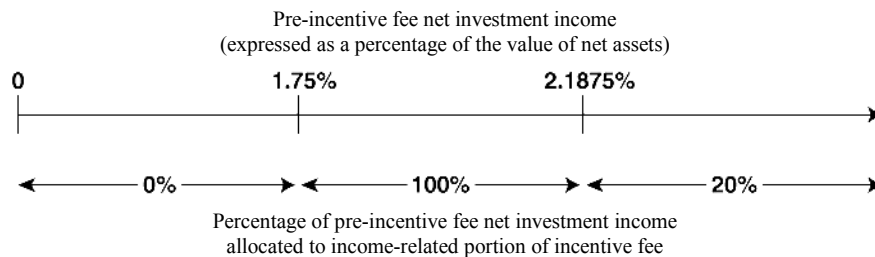 Pre-incentive fee net investment income
(expressed as a percentage of the value of net assets)
0 1.75% 2.1875%
0% 100% 20%
Percentage of pre-incentive fee net investment income
allocated to income-related portion of incentive fee